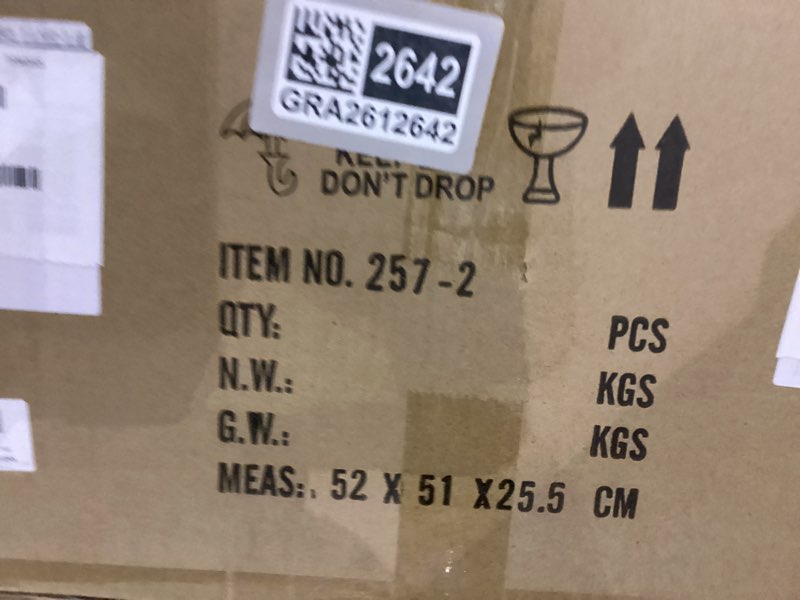 2642
GRA2612642
DON'T DROP
ITEM NO. 257-2
QTY: PCS
N.W.: KGS
G.W.: KGS
MEAS:. 52 X 51 X25.5 CM